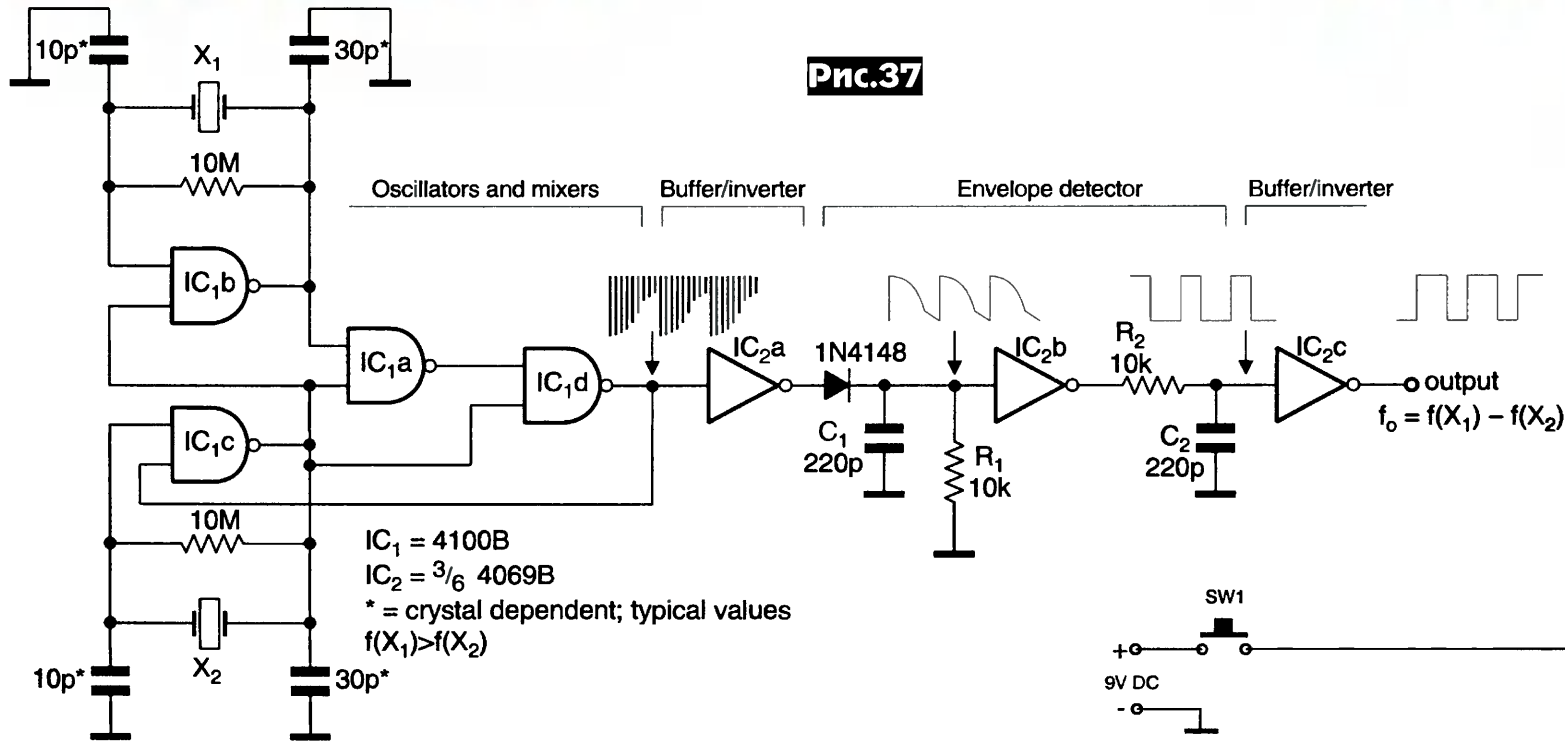 10p*
X₁
30p*
Рис.37
10M
Oscillators and mixers
Buffer/inverter
Envelope detector
Buffer/inverter
IC₁b
IC₁a
IC₁d
IC₂a
1N4148
IC₂b
R₂
10k
IC₂c
output
fₒ = f(X₁) − f(X₂)
IC₁c
C₁
220p
R₁
10k
C₂
220p
10M
IC₁ = 4100B
IC₂ = 3/6 4069B
* = crystal dependent; typical values
f(X₁)>f(X₂)
X₂
10p*
30p*
SW1
+
9V DC
-